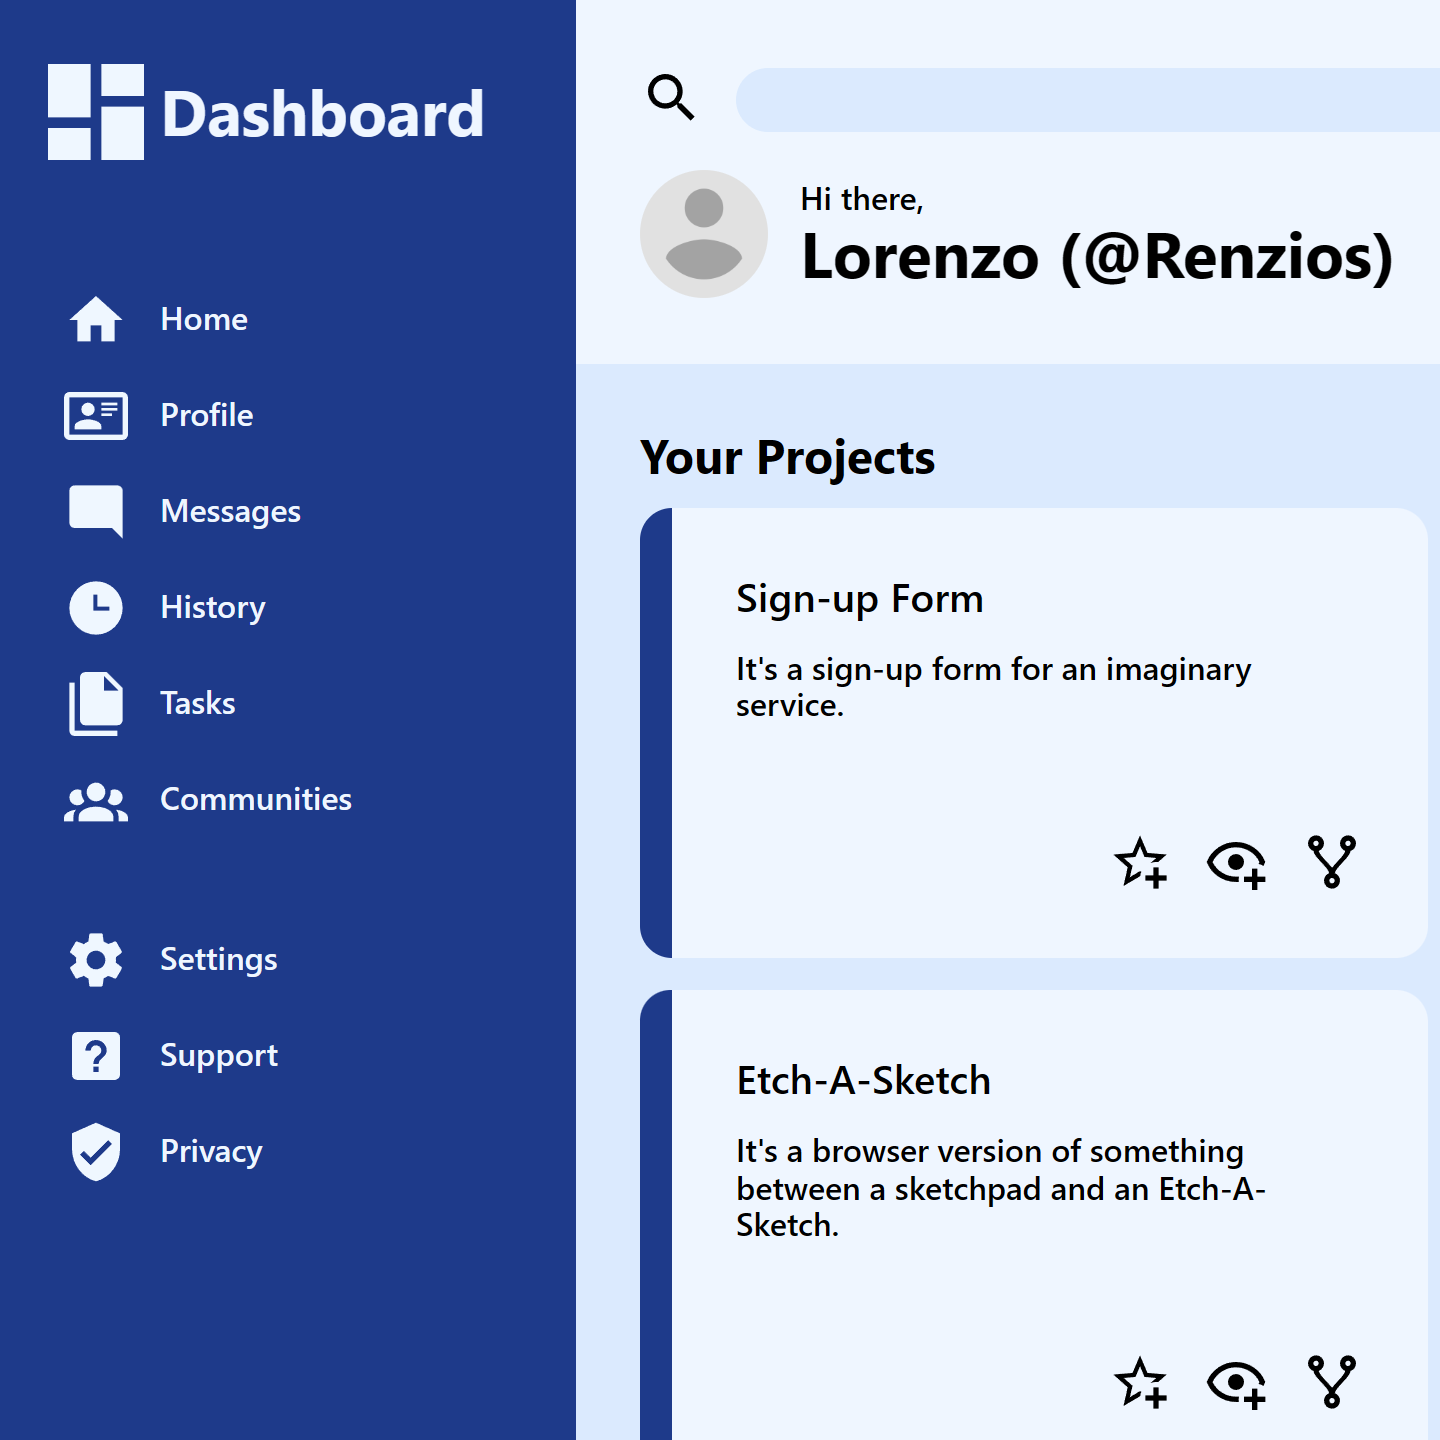 Dashboard
Home
Profile
Messages
History
Tasks
Communities
Settings
Support
Privacy
Hi there,
Lorenzo (@Renzios)
Your Projects
Sign-up Form
It's a sign-up form for an imaginary
service.
Etch-A-Sketch
It's a browser version of something
between a sketchpad and an Etch-A-
Sketch.